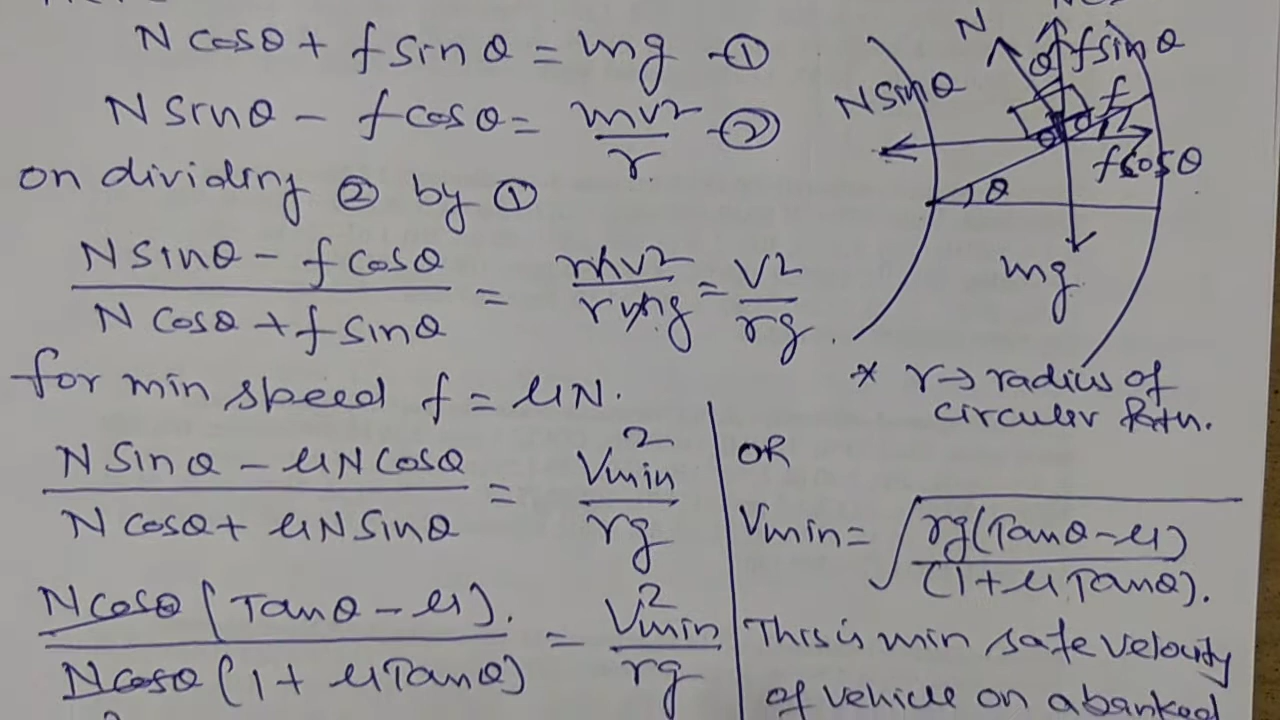 N cosθ + f sinθ = mg -①
N sinθ - f cosθ = mv²/r -②
on dividing ② by ①
N sinθ - f cosθ / N cosθ + f sinθ = mv²/rmg = v²/rg.
for min speed f = μN.
N sinθ - μN cosθ / N cosθ + μN sinθ = Vmin²/rg
N cosθ (Tanθ - μ). / N cosθ (1 + μ Tanθ) = Vmin²/rg
N
θ
f sinθ
N sinθ
f
θ
θ
f cosθ
θ
mg
* r → radius of
circular Path.
OR
Vmin = √rg(Tanθ - μ) / (1 + μ Tanθ).
This is min safe velocity
of vehicle on a banked